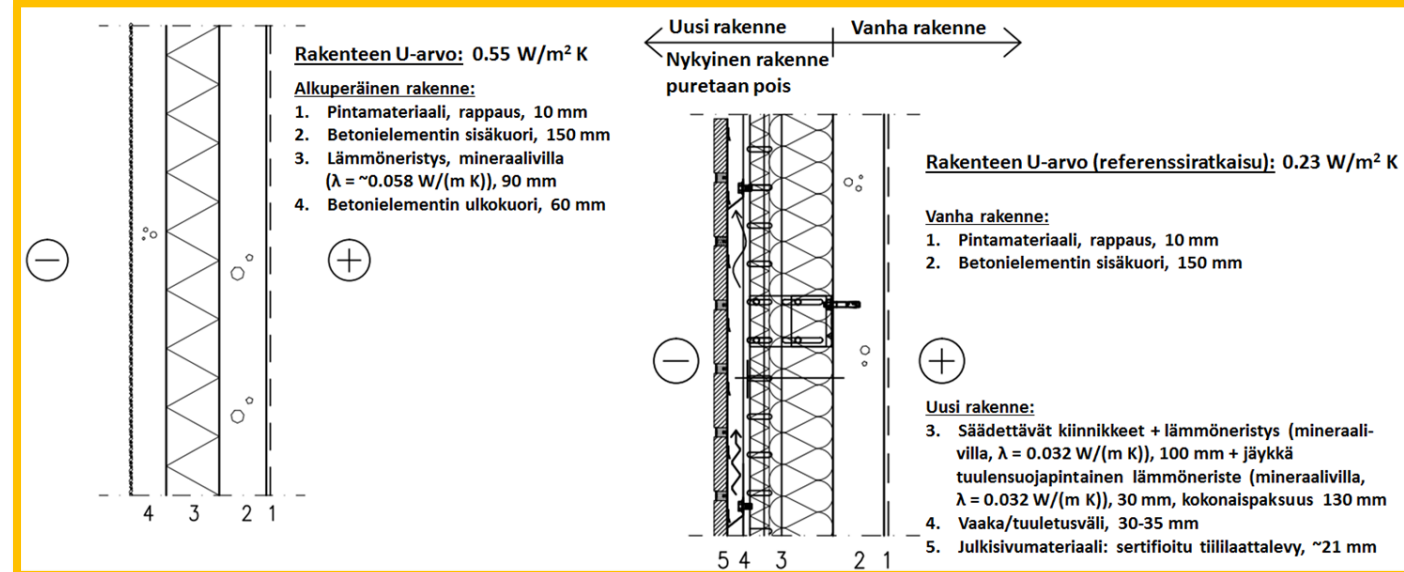 Rakenteen U-arvo: 0.55 W/m² K
Alkuperäinen rakenne:
1. Pintamateriaali, rappaus, 10 mm
2. Betonielementin sisäkuori, 150 mm
3. Lämmöneristys, mineraalivilla
(λ = ~0.058 W/(m K)), 90 mm
4. Betonielementin ulkokuori, 60 mm
4 3 2 1
Uusi rakenne
Vanha rakenne
Nykyinen rakenne
puretaan pois
Rakenteen U-arvo (referenssiratkaisu): 0.23 W/m² K
Vanha rakenne:
1. Pintamateriaali, rappaus, 10 mm
2. Betonielementin sisäkuori, 150 mm
Uusi rakenne:
3. Säädettävät kiinnikkeet + lämmöneristys (mineraali-
villa, λ = 0.032 W/(m K)), 100 mm + jäykkä
tuulensuojapintainen lämmöneriste (mineraalivilla,
λ = 0.032 W/(m K)), 30 mm, kokonaispaksuus 130 mm
4. Vaaka/tuuletusväli, 30-35 mm
5. Julkisivumateriaali: sertifioitu tiililaattalevy, ~21 mm
5 4 3 2 1